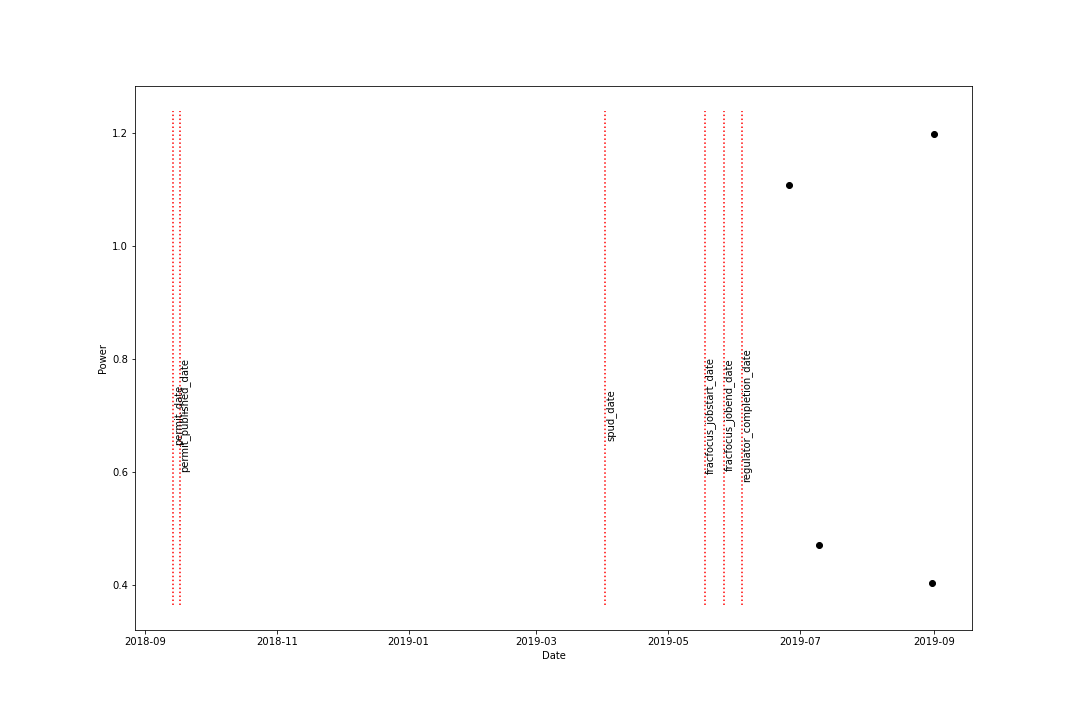 1.2
1.0
0.8
0.6
0.4
Power
permit_date
permit_published_date
spud_date
fracfocus_jobstart_date
fracfocus_jobend_date
regulator_completion_date
2018-09
2018-11
2019-01
2019-03
2019-05
2019-07
2019-09
Date